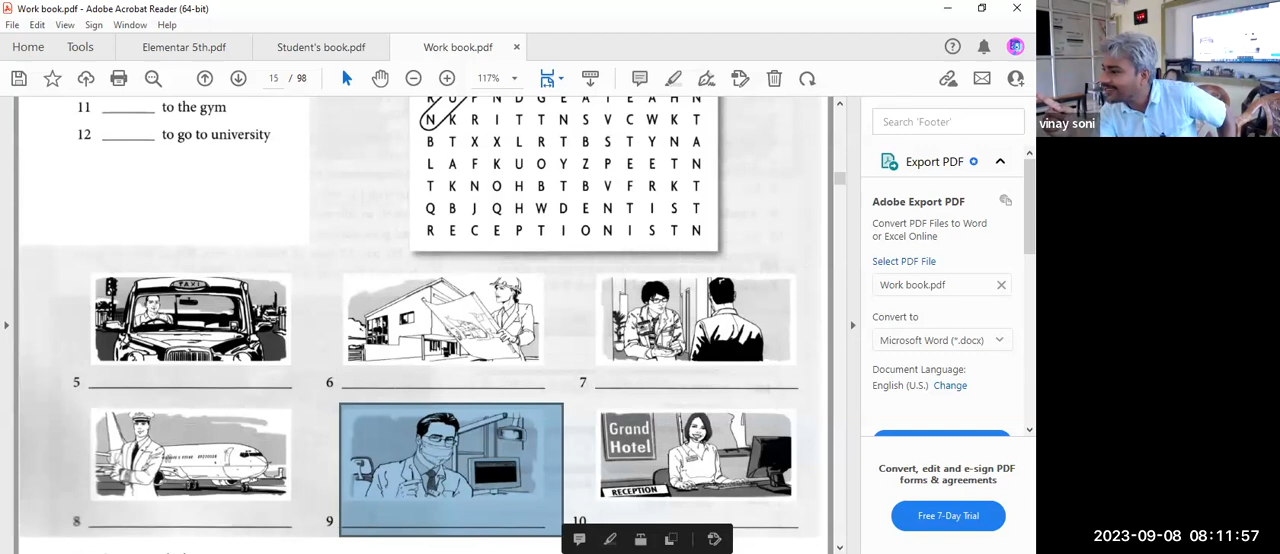 Work book.pdf - Adobe Acrobat Reader (64-bit)
File Edit View Sign Window Help
Home Tools Elementar 5th.pdf Student's book.pdf Work book.pdf ×
15 / 98 117%
11 ______ to the gym
12 ______ to go to university
N K R I T T N S V C W K T
B T X X L R T B S T Y N A
L A F K U O Y Z P E E T N
T K N O H B T B V F R K T
Q B J Q H W D E N T I S T
R E C E P T I O N I S T N
TAXI
5
6
7
Grand
Hotel
RECEPTION
8
9
10
Search 'Footer'
Export PDF
Adobe Export PDF
Convert PDF Files to Word
or Excel Online
Select PDF File
Work book.pdf
Convert to
Microsoft Word (*.docx)
Document Language:
English (U.S.) Change
Convert, edit and e-sign PDF
forms & agreements
Free 7-Day Trial
vinay soni
2023-09-08 08:11:57